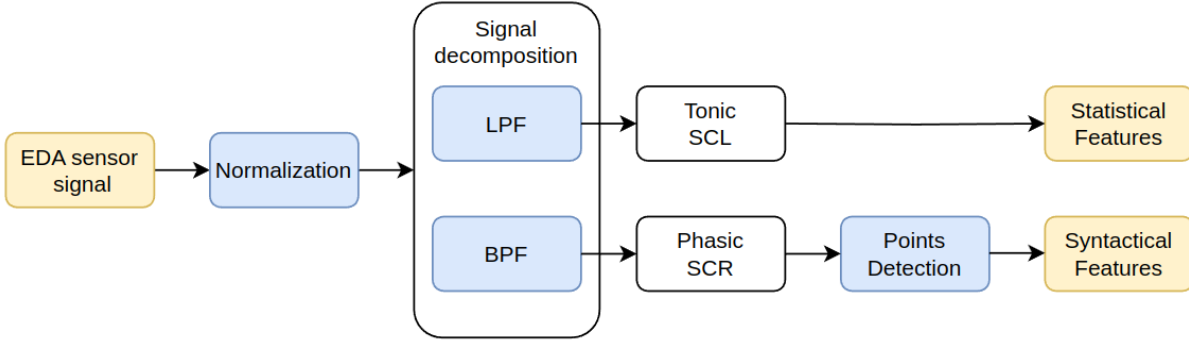 EDA sensor
signal
Normalization
Signal
decomposition
LPF
Tonic
SCL
Statistical
Features
BPF
Phasic
SCR
Points
Detection
Syntactical
Features